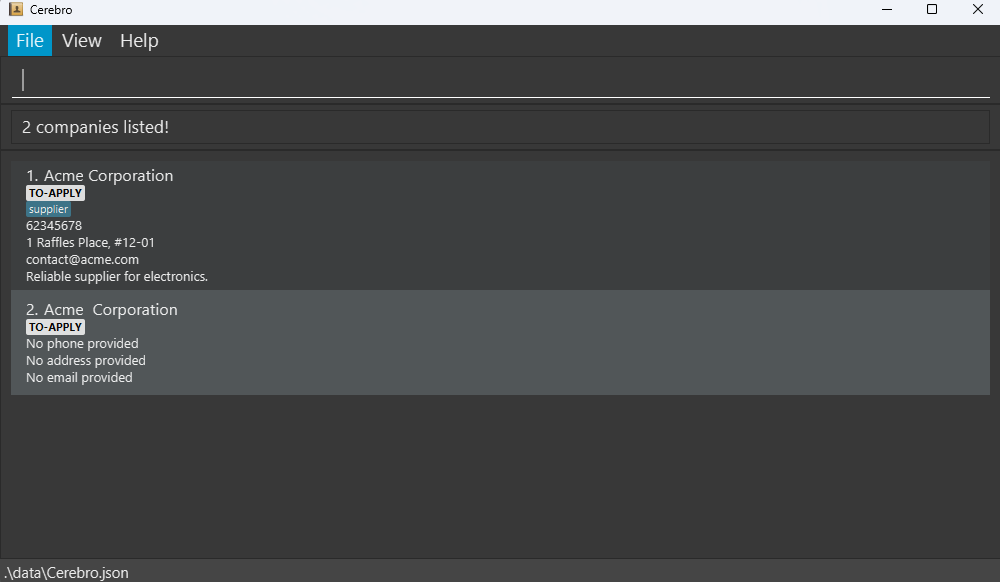 Cerebro
File View Help
2 companies listed!
1. Acme Corporation
TO-APPLY
supplier
62345678
1 Raffles Place, #12-01
contact@acme.com
Reliable supplier for electronics.
2. Acme  Corporation
TO-APPLY
No phone provided
No address provided
No email provided
.\data\Cerebro.json